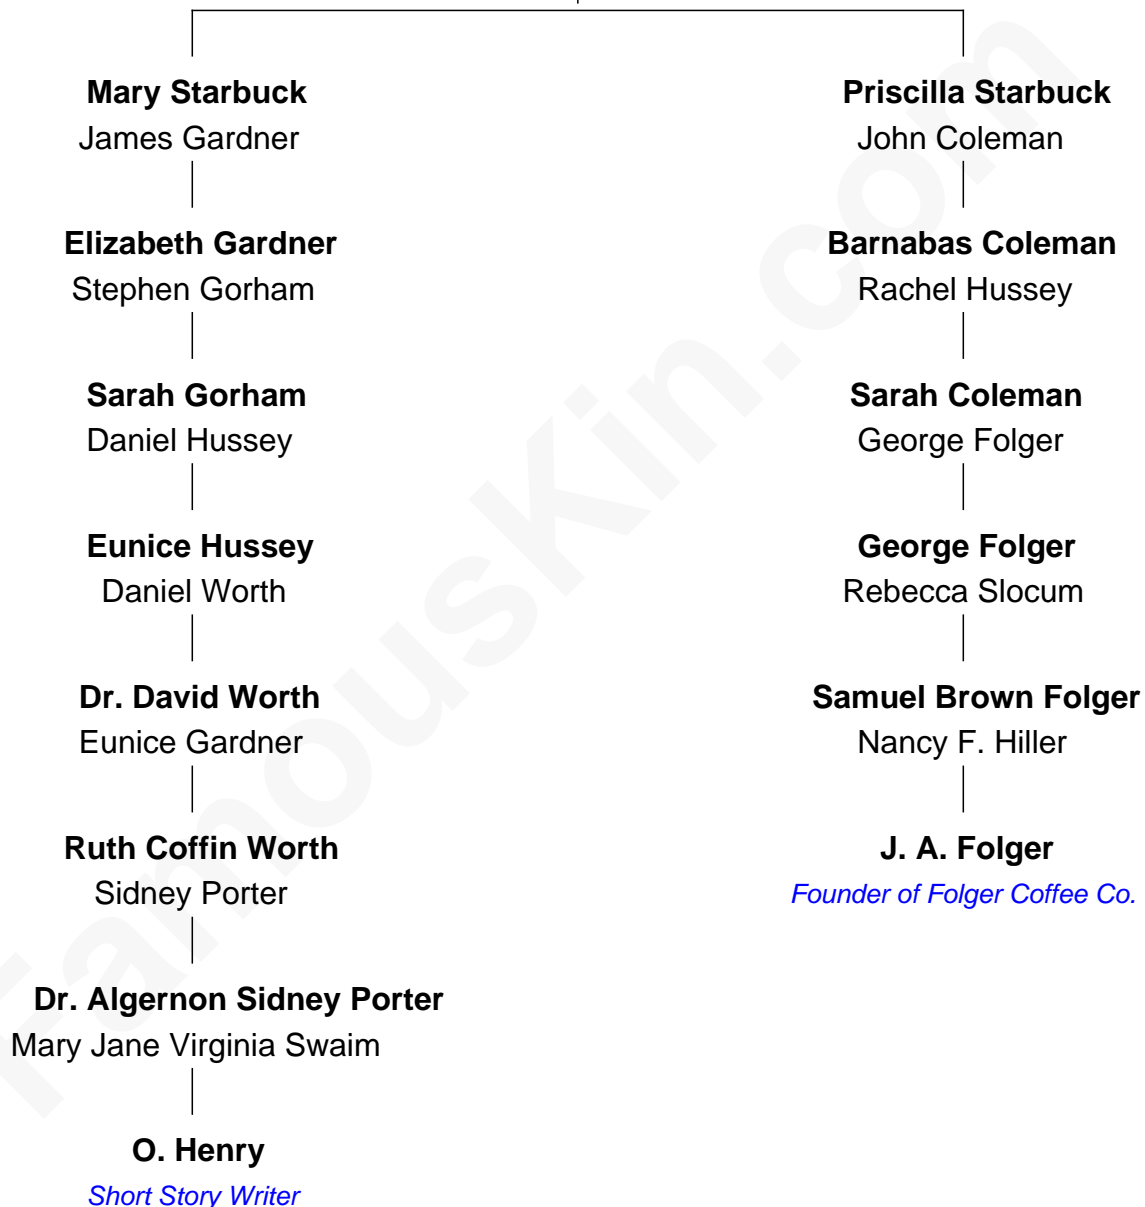 Mary Starbuck
James Gardner
Elizabeth Gardner
Stephen Gorham
Sarah Gorham
Daniel Hussey
Eunice Hussey
Daniel Worth
Dr. David Worth
Eunice Gardner
Ruth Coffin Worth
Sidney Porter
Dr. Algernon Sidney Porter
Mary Jane Virginia Swaim
O. Henry
Short Story Writer
Priscilla Starbuck
John Coleman
Barnabas Coleman
Rachel Hussey
Sarah Coleman
George Folger
George Folger
Rebecca Slocum
Samuel Brown Folger
Nancy F. Hiller
J. A. Folger
Founder of Folger Coffee Co.
FamousKin.com